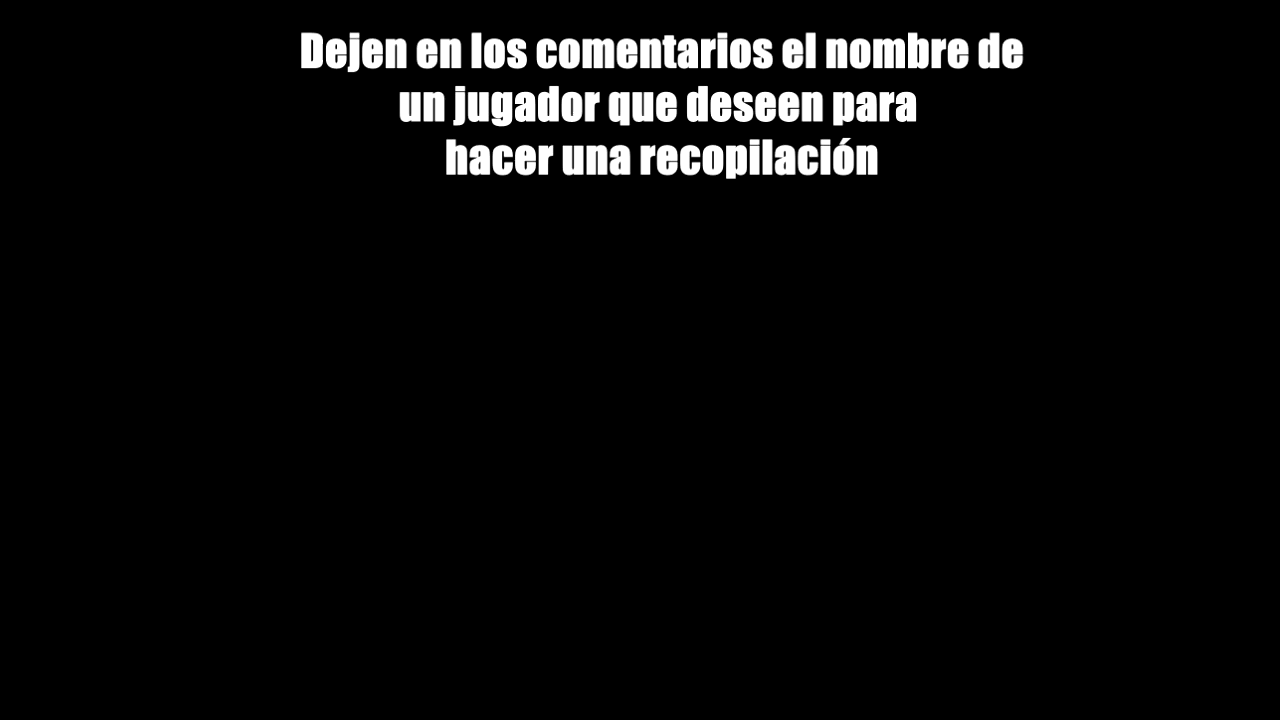 Dejen en los comentarios el nombre de
un jugador que deseen para
hacer una recopilación